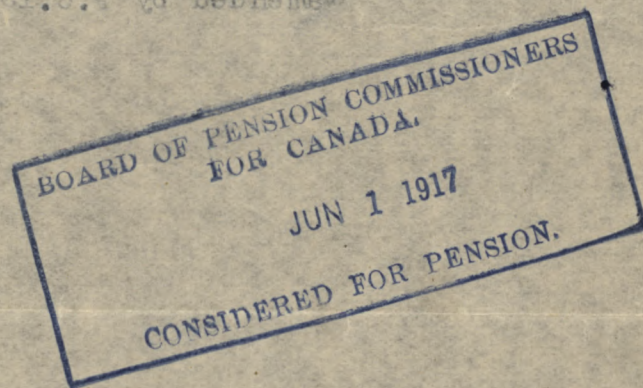 BOARD OF PENSION COMMISSIONERS
FOR CANADA.
JUN 1 1917
CONSIDERED FOR PENSION.